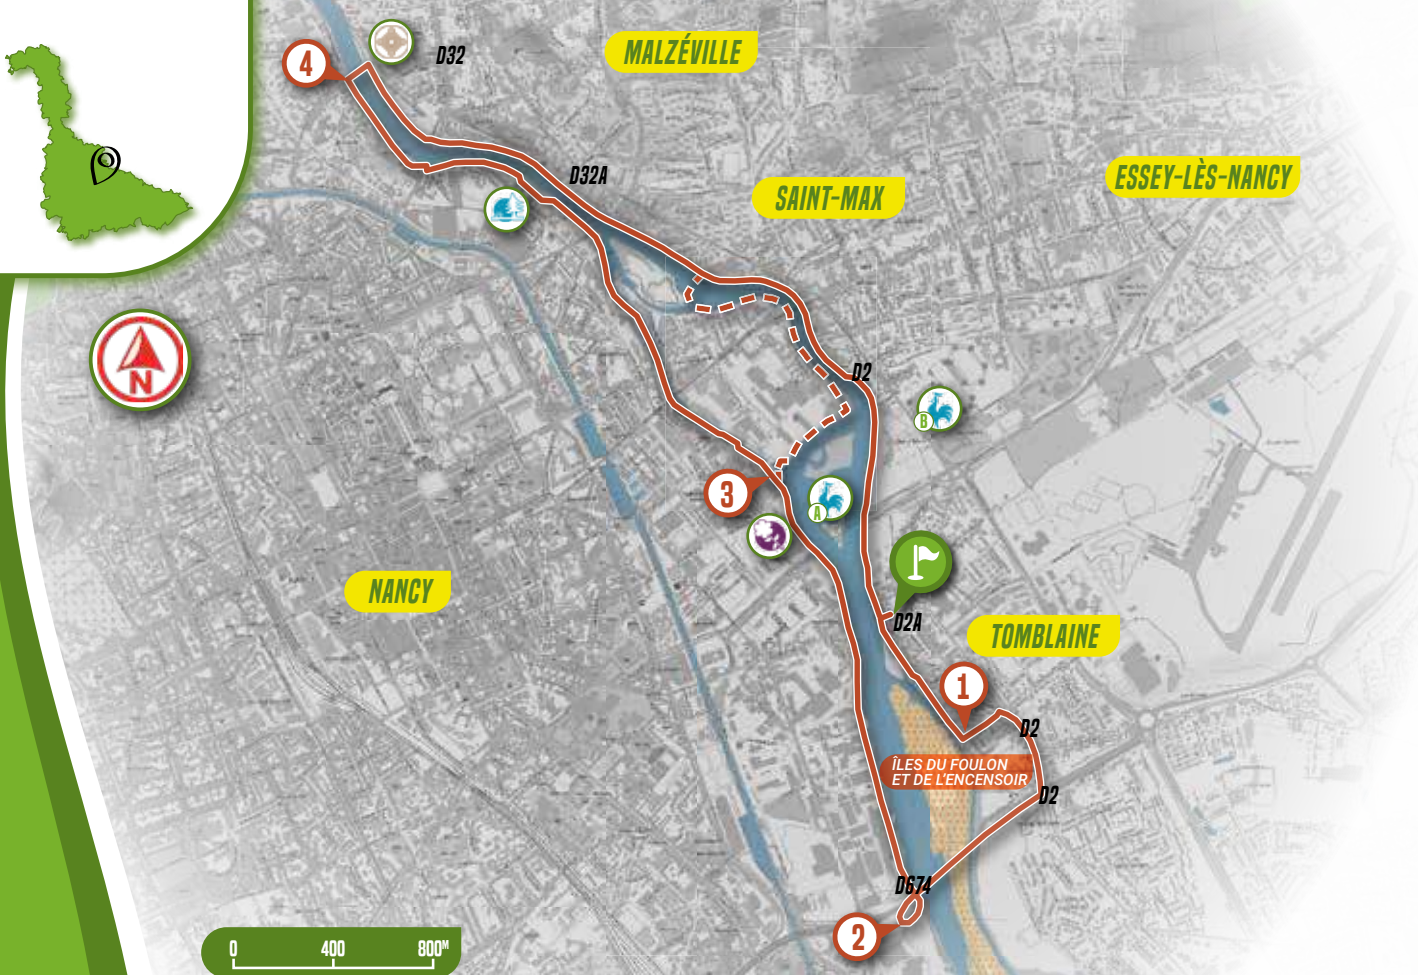 4
D32
MALZÉVILLE
D32A
SAINT-MAX
ESSEY-LÈS-NANCY
N
D2
B
3
A
NANCY
D2A
TOMBLAINE
1
D2
ÎLES DU FOULON
ET DE L'ENCENSOIR
D2
D674
2
0 400 800M